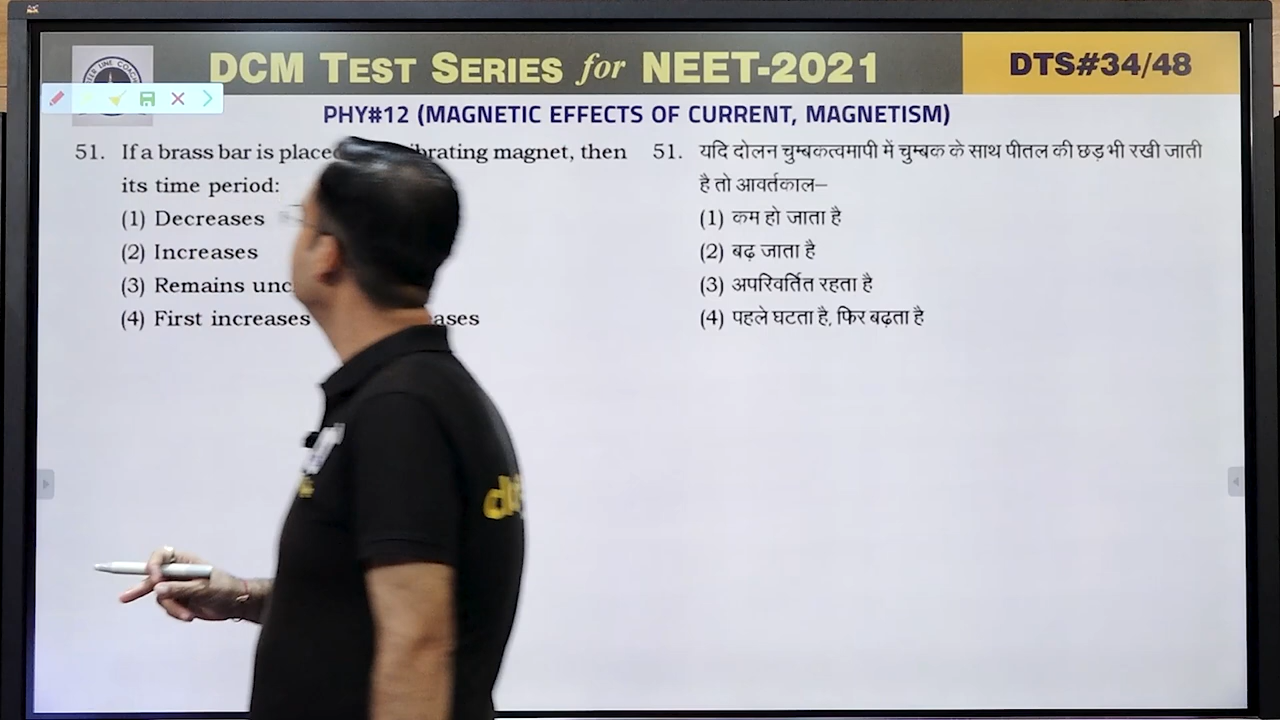 DCM TEST SERIES for NEET-2021
DTS#34/48
PHY#12 (MAGNETIC EFFECTS OF CURRENT, MAGNETISM)
51. If a brass bar is place ibrating magnet, then
its time period:
(1) Decreases
(2) Increases
(3) Remains unc
(4) First increases eases
51. यदि दोलन चुम्बकत्वमापी में चुम्बक के साथ पीतल की छड़ भी रखी जाती
है तो आवर्तकाल–
(1) कम हो जाता है
(2) बढ़ जाता है
(3) अपरिवर्तित रहता है
(4) पहले घटता है, फिर बढ़ता है